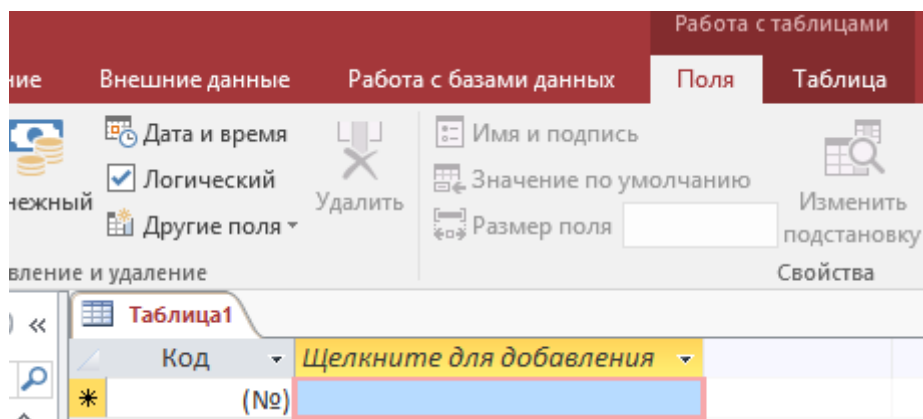 Работа с таблицами
ние Внешние данные Работа с базами данных Поля Таблица
Дата и время Имя и подпись
Логический Значение по умолчанию
нежный Удалить Изменить
Другие поля Размер поля подстановку
вление и удаление Свойства
Таблица1
Код Щелкните для добавления
(№)